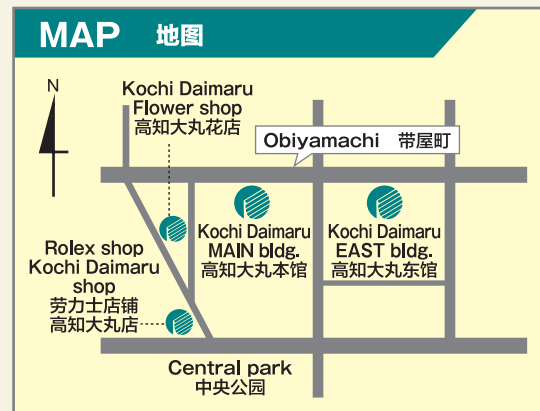 MAP 地图
N
Kochi Daimaru
Flower shop
高知大丸花店
Obiyamachi 带屋町
Kochi Daimaru
MAIN bldg.
高知大丸本馆
Kochi Daimaru
EAST bldg.
高知大丸东馆
Rolex shop
Kochi Daimaru
shop
劳力士店铺
高知大丸店
Central park
中央公园